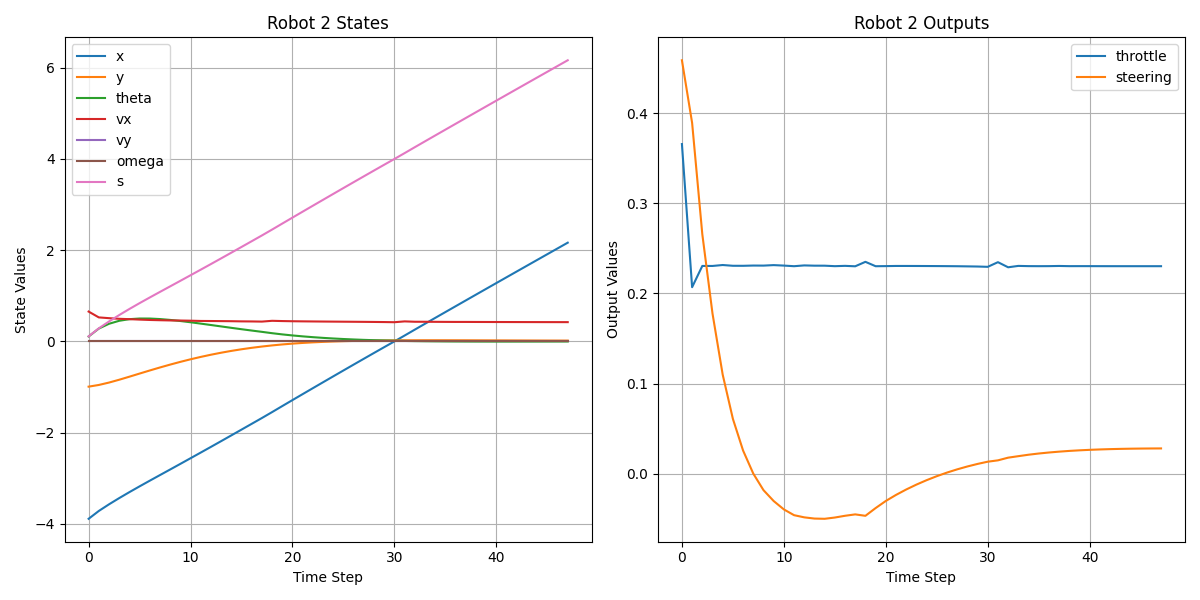 Robot 2 States
State Values
6
4
2
0
−2
−4
x
y
theta
vx
vy
omega
s
0
10
20
30
40
Time Step
Robot 2 Outputs
Output Values
0.4
0.3
0.2
0.1
0.0
throttle
steering
0
10
20
30
40
Time Step